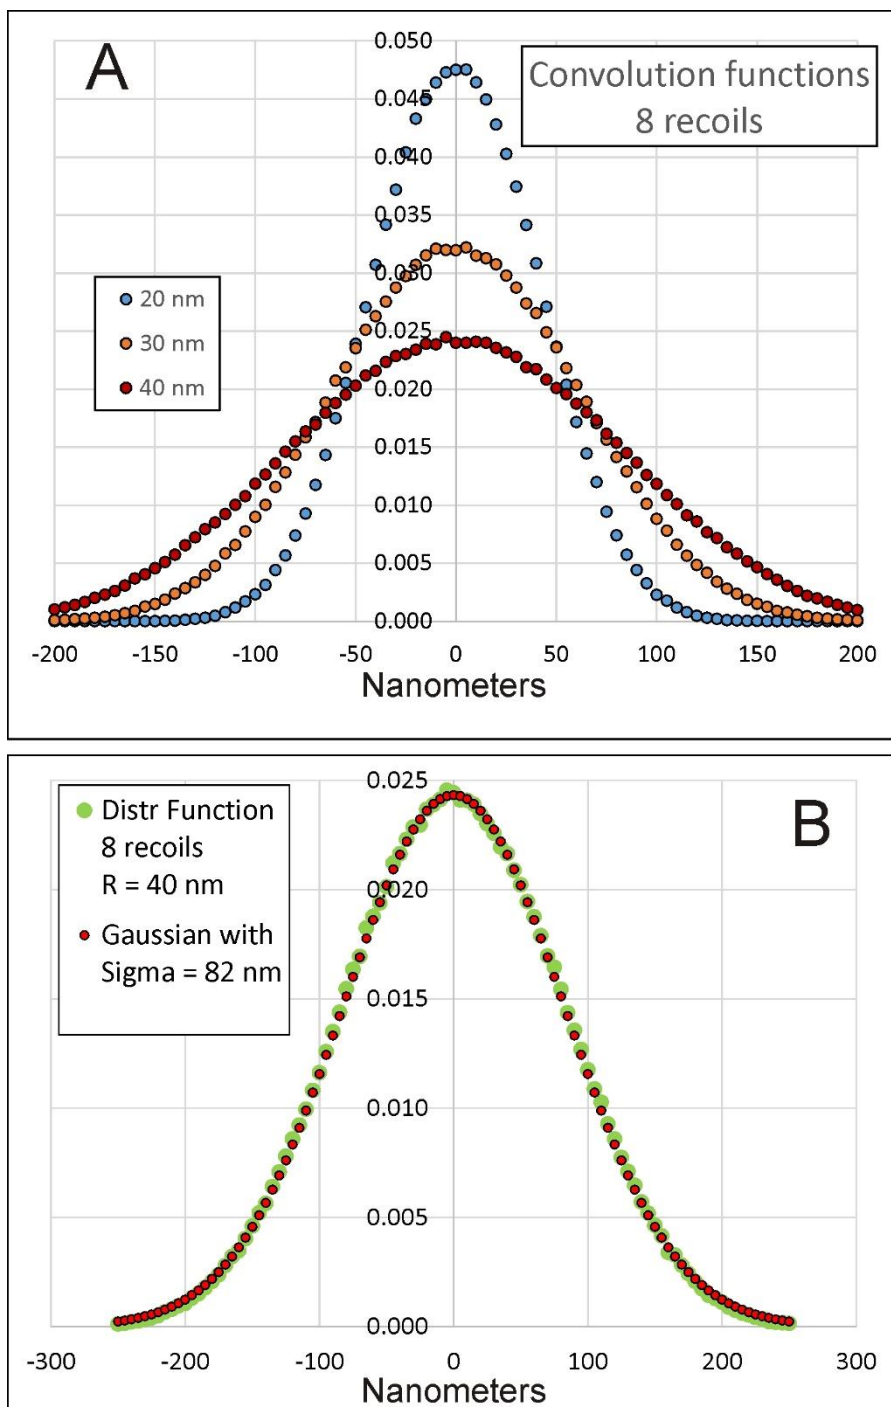 A
Convolution functions
8 recoils
0.050
0.045
0.040
0.035
0.030
0.025
0.020
0.015
0.010
0.005
0.000
20 nm
30 nm
40 nm
-200 -150 -100 -50 0 50 100 150 200
Nanometers
B
Distr Function
8 recoils
R = 40 nm
Gaussian with
Sigma = 82 nm
0.025
0.020
0.015
0.010
0.005
0.000
-300 -200 -100 0 100 200 300
Nanometers